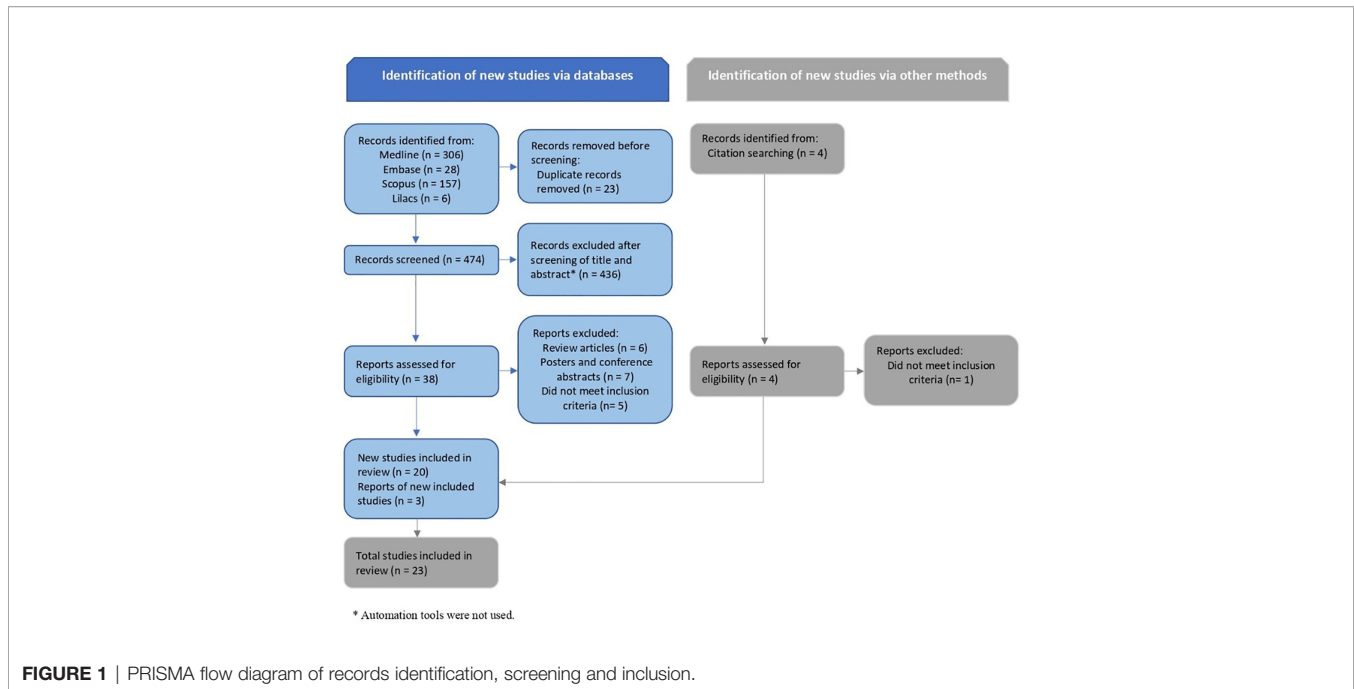 Identification of new studies via databases
Identification of new studies via other methods
Records identified from:
Medline (n = 306)
Embase (n = 28)
Scopus (n = 157)
Lilacs (n = 6)
Records removed before
screening:
Duplicate records
removed (n = 23)
Records identified from:
Citation searching (n = 4)
Records screened (n = 474)
Records excluded after
screening of title and
abstract* (n = 436)
Reports assessed for
eligibility (n = 38)
Reports excluded:
Review articles (n = 6)
Posters and conference
abstracts (n = 7)
Did not meet inclusion
criteria (n= 5)
Reports assessed for
eligibility (n = 4)
Reports excluded:
Did not meet inclusion
criteria (n= 1)
New studies included in
review (n = 20)
Reports of new included
studies (n = 3)
Total studies included in
review (n = 23)
* Automation tools were not used.
FIGURE 1 | PRISMA flow diagram of records identification, screening and inclusion.